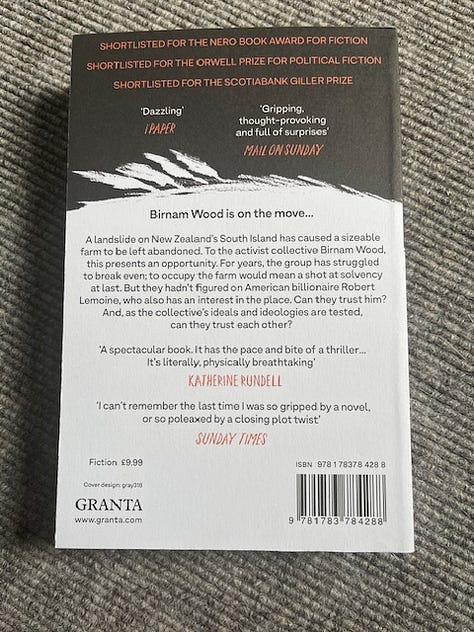 SHORTLISTED FOR THE NERO BOOK AWARD FOR FICTION
SHORTLISTED FOR THE ORWELL PRIZE FOR POLITICAL FICTION
SHORTLISTED FOR THE SCOTIABANK GILLER PRIZE
'Dazzling'
I PAPER
'Gripping,
thought-provoking
and full of surprises'
MAIL ON SUNDAY
Birnam Wood is on the move...
A landslide on New Zealand's South Island has caused a sizeable
farm to be left abandoned. To the activist collective Birnam Wood,
this presents an opportunity. For years, the group has struggled
to break even; to occupy the farm would mean a shot at solvency
at last. But they hadn't figured on American billionaire Robert
Lemoine, who also has an interest in the place. Can they trust him?
And, as the collective's ideals and ideologies are tested,
can they trust each other?
'A spectacular book. It has the pace and bite of a thriller...
It's literally, physically breathtaking'
KATHERINE RUNDELL
'I can't remember the last time I was so gripped by a novel,
or so poleaxed by a closing plot twist'
SUNDAY TIMES
Fiction £9.99
Cover design: gray318
GRANTA
www.granta.com
ISBN 978 1 78378 428 8
9 781783 784288